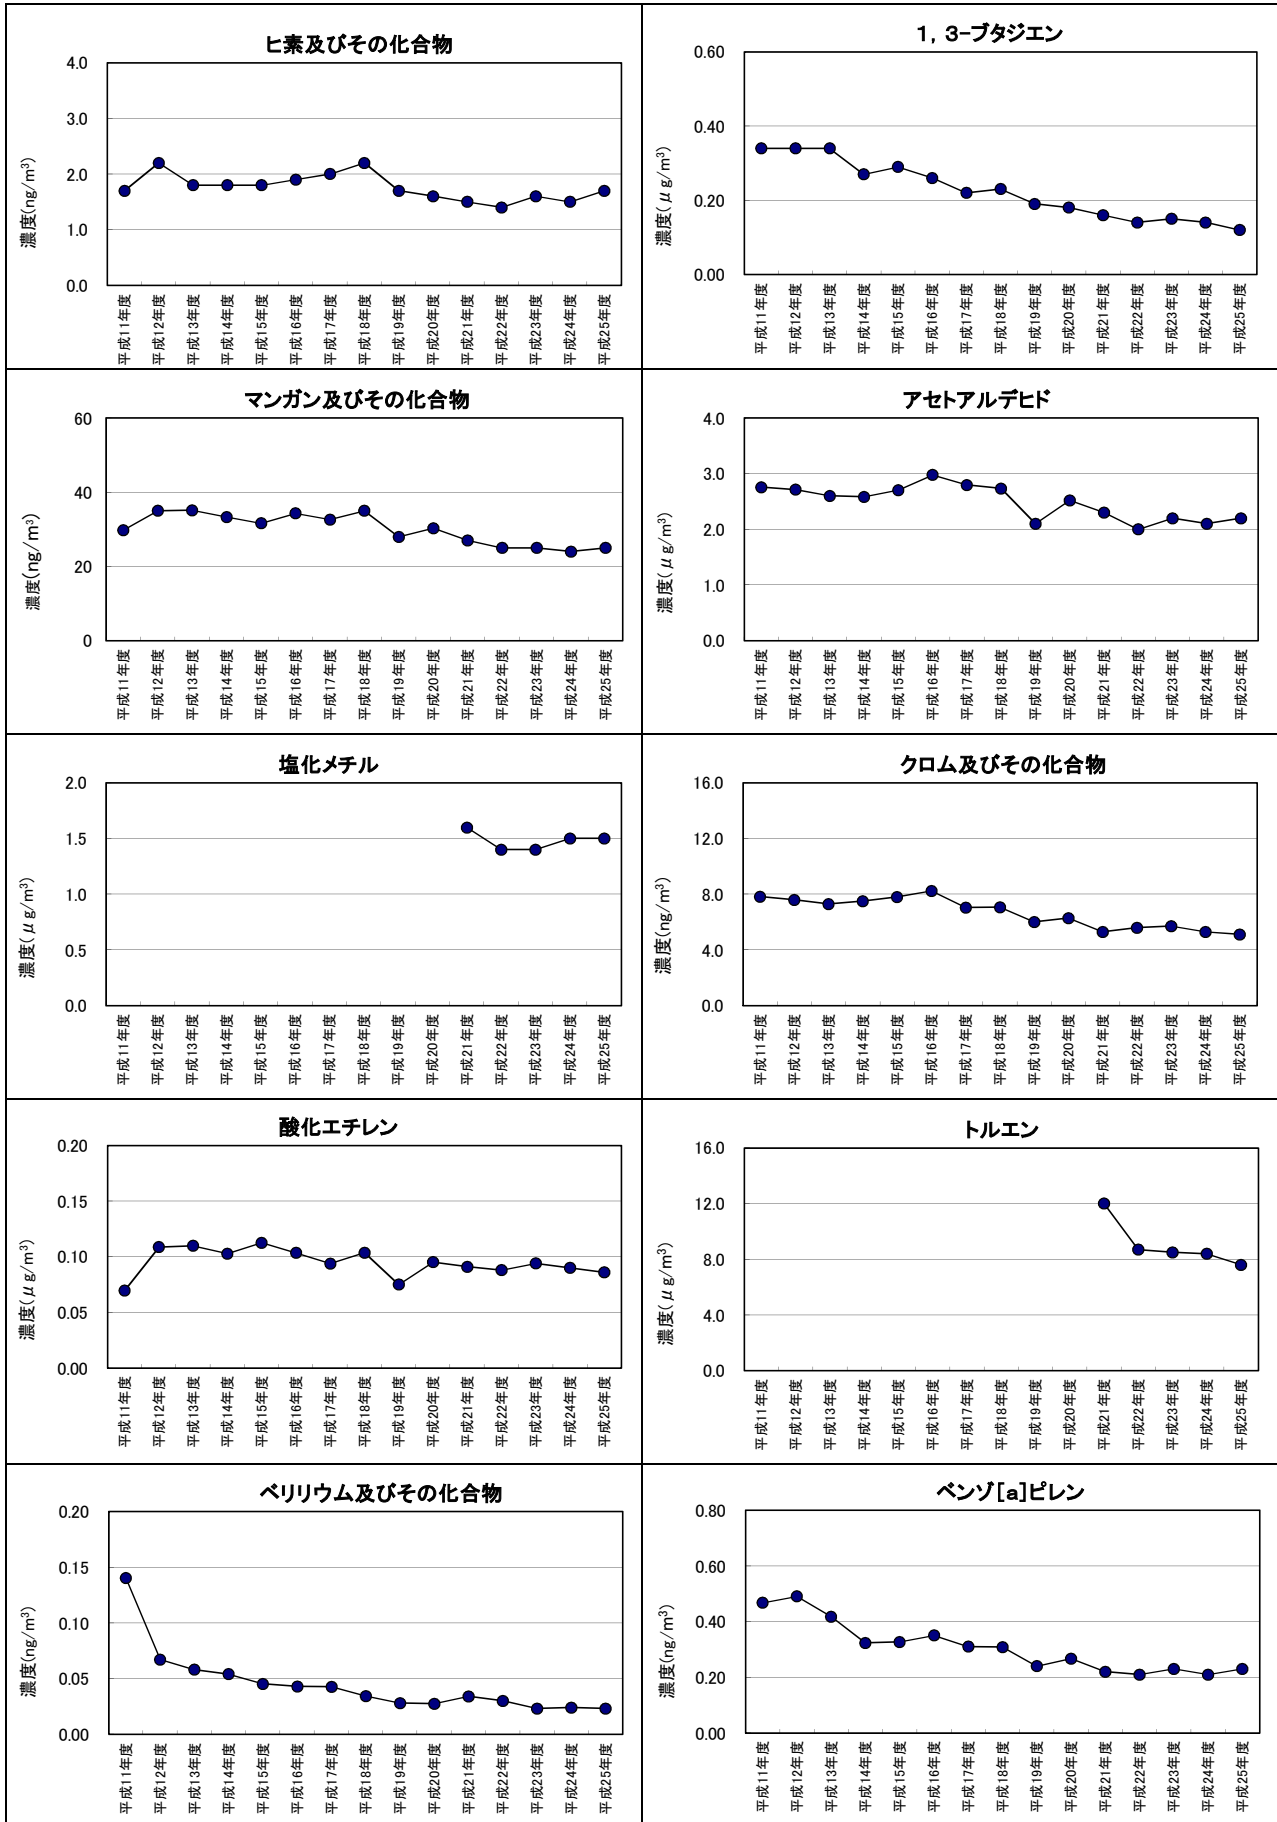 ヒ素及びその化合物
濃度(ng/m³)
4.0
3.0
2.0
1.0
0.0
平成11年度
平成12年度
平成13年度
平成14年度
平成15年度
平成16年度
平成17年度
平成18年度
平成19年度
平成20年度
平成21年度
平成22年度
平成23年度
平成24年度
平成25年度
１，３-ブタジエン
濃度(μg/m³)
0.60
0.40
0.20
0.00
平成11年度
平成12年度
平成13年度
平成14年度
平成15年度
平成16年度
平成17年度
平成18年度
平成19年度
平成20年度
平成21年度
平成22年度
平成23年度
平成24年度
平成25年度
マンガン及びその化合物
濃度(ng/m³)
60
40
20
0
平成11年度
平成12年度
平成13年度
平成14年度
平成15年度
平成16年度
平成17年度
平成18年度
平成19年度
平成20年度
平成21年度
平成22年度
平成23年度
平成24年度
平成25年度
アセトアルデヒド
濃度(μg/m³)
4.0
3.0
2.0
1.0
0.0
平成11年度
平成12年度
平成13年度
平成14年度
平成15年度
平成16年度
平成17年度
平成18年度
平成19年度
平成20年度
平成21年度
平成22年度
平成23年度
平成24年度
平成25年度
塩化メチル
濃度(μg/m³)
2.0
1.5
1.0
0.5
0.0
平成11年度
平成12年度
平成13年度
平成14年度
平成15年度
平成16年度
平成17年度
平成18年度
平成19年度
平成20年度
平成21年度
平成22年度
平成23年度
平成24年度
平成25年度
クロム及びその化合物
濃度(ng/m³)
16.0
12.0
8.0
4.0
0.0
平成11年度
平成12年度
平成13年度
平成14年度
平成15年度
平成16年度
平成17年度
平成18年度
平成19年度
平成20年度
平成21年度
平成22年度
平成23年度
平成24年度
平成25年度
酸化エチレン
濃度(μg/m³)
0.20
0.15
0.10
0.05
0.00
平成11年度
平成12年度
平成13年度
平成14年度
平成15年度
平成16年度
平成17年度
平成18年度
平成19年度
平成20年度
平成21年度
平成22年度
平成23年度
平成24年度
平成25年度
トルエン
濃度(μg/m³)
16.0
12.0
8.0
4.0
0.0
平成11年度
平成12年度
平成13年度
平成14年度
平成15年度
平成16年度
平成17年度
平成18年度
平成19年度
平成20年度
平成21年度
平成22年度
平成23年度
平成24年度
平成25年度
ベリリウム及びその化合物
濃度(ng/m³)
0.20
0.15
0.10
0.05
0.00
平成11年度
平成12年度
平成13年度
平成14年度
平成15年度
平成16年度
平成17年度
平成18年度
平成19年度
平成20年度
平成21年度
平成22年度
平成23年度
平成24年度
平成25年度
ベンゾ[a]ピレン
濃度(ng/m³)
0.80
0.60
0.40
0.20
0.00
平成11年度
平成12年度
平成13年度
平成14年度
平成15年度
平成16年度
平成17年度
平成18年度
平成19年度
平成20年度
平成21年度
平成22年度
平成23年度
平成24年度
平成25年度